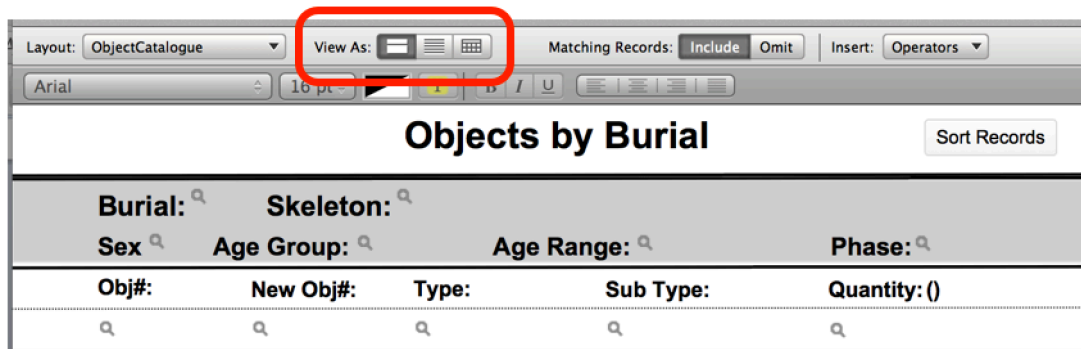 Layout: ObjectCatalogue View As: Matching Records: Include Omit Insert: Operators
Arial 16 pt T B I U
Objects by Burial Sort Records
Burial: Skeleton:
Sex Age Group: Age Range: Phase:
Obj#: New Obj#: Type: Sub Type: Quantity: ()